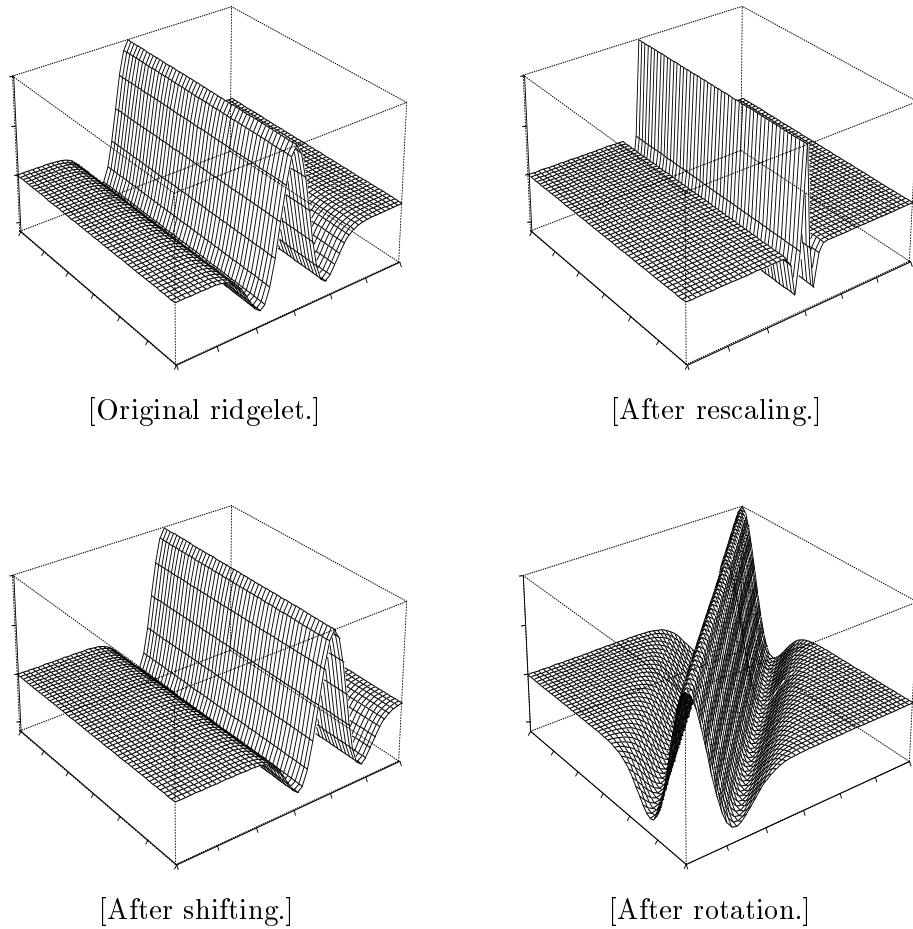 [Original ridgelet.]
[After rescaling.]
[After shifting.]
[After rotation.]